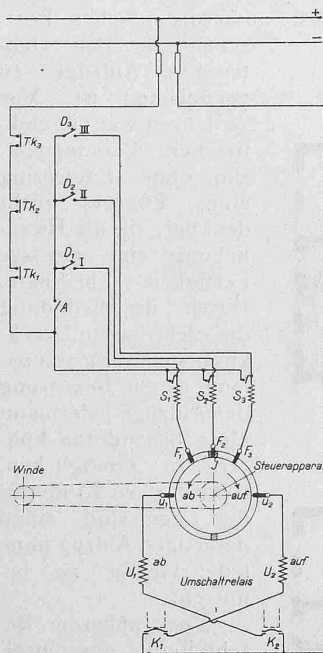 +
−
D3 III
Tk3
D2 II
Tk2
D1 I
Tk1
A
S1 S2 S3
F1 F2 F3
J
Winde
Steuerappara
ab auf
u1 u2
ab auf
U1 U2
Umschaltrelais
K1 K2